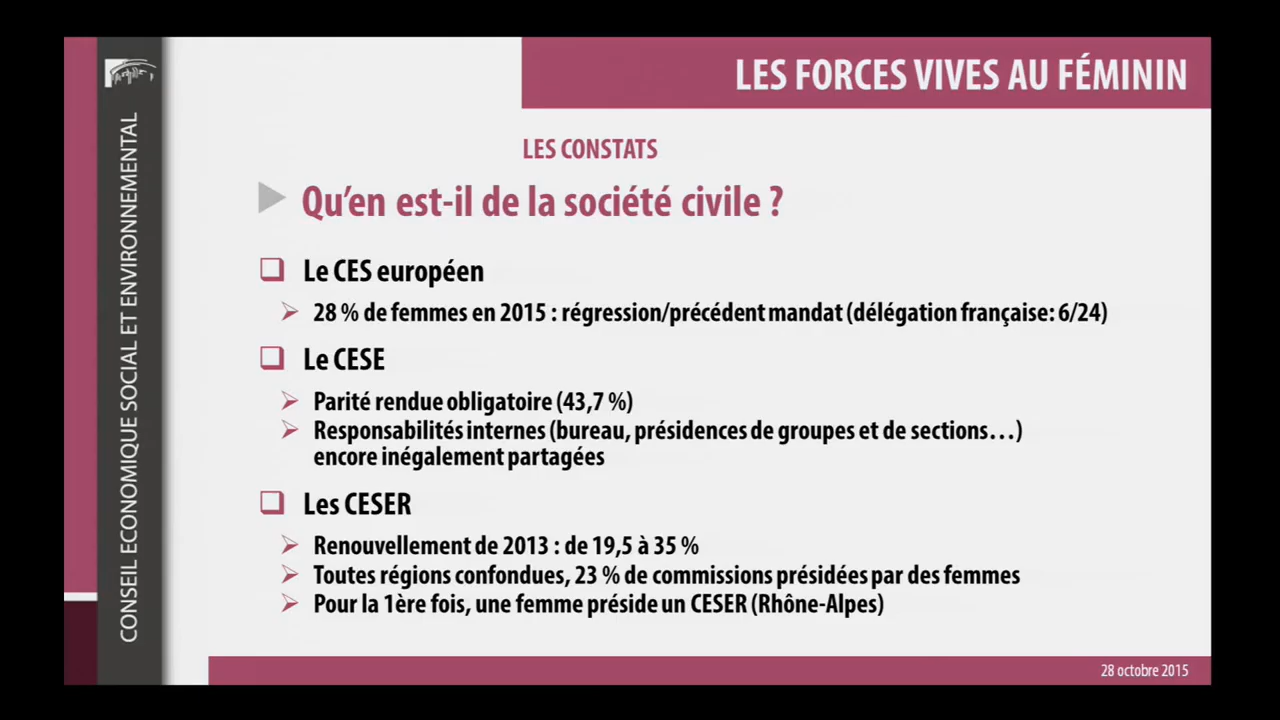 LES FORCES VIVES AU FÉMININ
CONSEIL ECONOMIQUE SOCIAL ET ENVIRONNEMENTAL
LES CONSTATS
Qu'en est-il de la société civile ?
Le CES européen
28 % de femmes en 2015 : régression/précédent mandat (délégation française: 6/24)
Le CESE
Parité rendue obligatoire (43,7 %)
Responsabilités internes (bureau, présidences de groupes et de sections...)
encore inégalement partagées
Les CESER
Renouvellement de 2013 : de 19,5 à 35 %
Toutes régions confondues, 23 % de commissions présidées par des femmes
Pour la 1ère fois, une femme préside un CESER (Rhône-Alpes)
28 octobre 2015